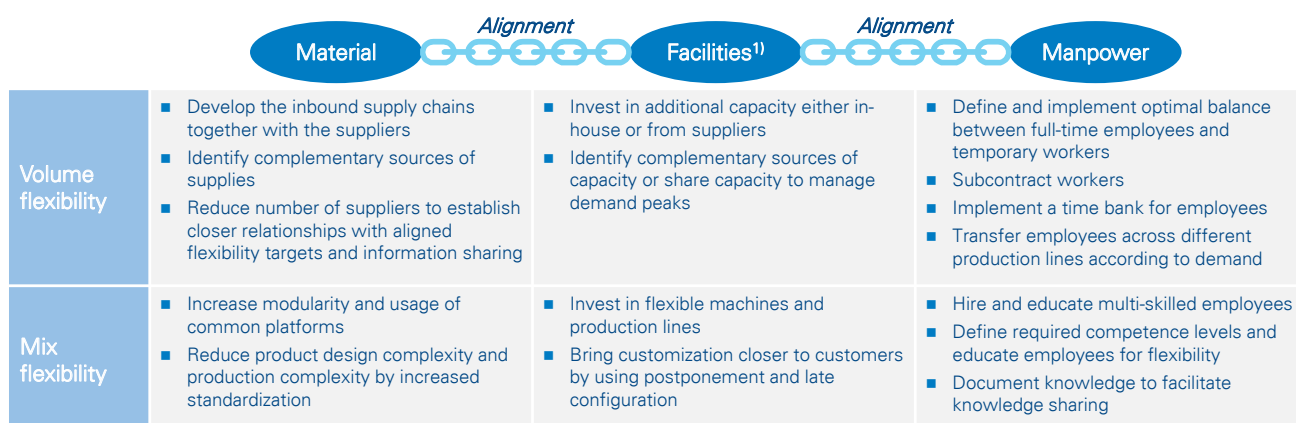 Alignment
Alignment
Material
Facilities¹⁾
Manpower
Volume
flexibility
■ Develop the inbound supply chains
together with the suppliers
■ Identify complementary sources of
supplies
■ Reduce number of suppliers to establish
closer relationships with aligned
flexibility targets and information sharing
■ Invest in additional capacity either in-
house or from suppliers
■ Identify complementary sources of
capacity or share capacity to manage
demand peaks
■ Define and implement optimal balance
between full-time employees and
temporary workers
■ Subcontract workers
■ Implement a time bank for employees
■ Transfer employees across different
production lines according to demand
Mix
flexibility
■ Increase modularity and usage of
common platforms
■ Reduce product design complexity and
production complexity by increased
standardization
■ Invest in flexible machines and
production lines
■ Bring customization closer to customers
by using postponement and late
configuration
■ Hire and educate multi-skilled employees
■ Define required competence levels and
educate employees for flexibility
■ Document knowledge to facilitate
knowledge sharing